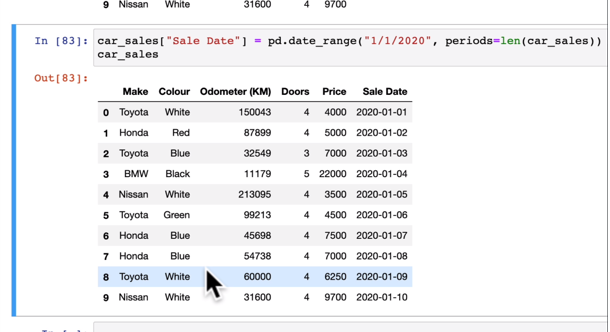 9 Nissan White 31600 4 9700
In [83]: car_sales["Sale Date"] = pd.date_range("1/1/2020", periods=len(car_sales))
car_sales
Out[83]:
Make Colour Odometer (KM) Doors Price Sale Date
0 Toyota White 150043 4 4000 2020-01-01
1 Honda Red 87899 4 5000 2020-01-02
2 Toyota Blue 32549 3 7000 2020-01-03
3 BMW Black 11179 5 22000 2020-01-04
4 Nissan White 213095 4 3500 2020-01-05
5 Toyota Green 99213 4 4500 2020-01-06
6 Honda Blue 45698 4 7500 2020-01-07
7 Honda Blue 54738 4 7000 2020-01-08
8 Toyota White 60000 4 6250 2020-01-09
9 Nissan White 31600 4 9700 2020-01-10